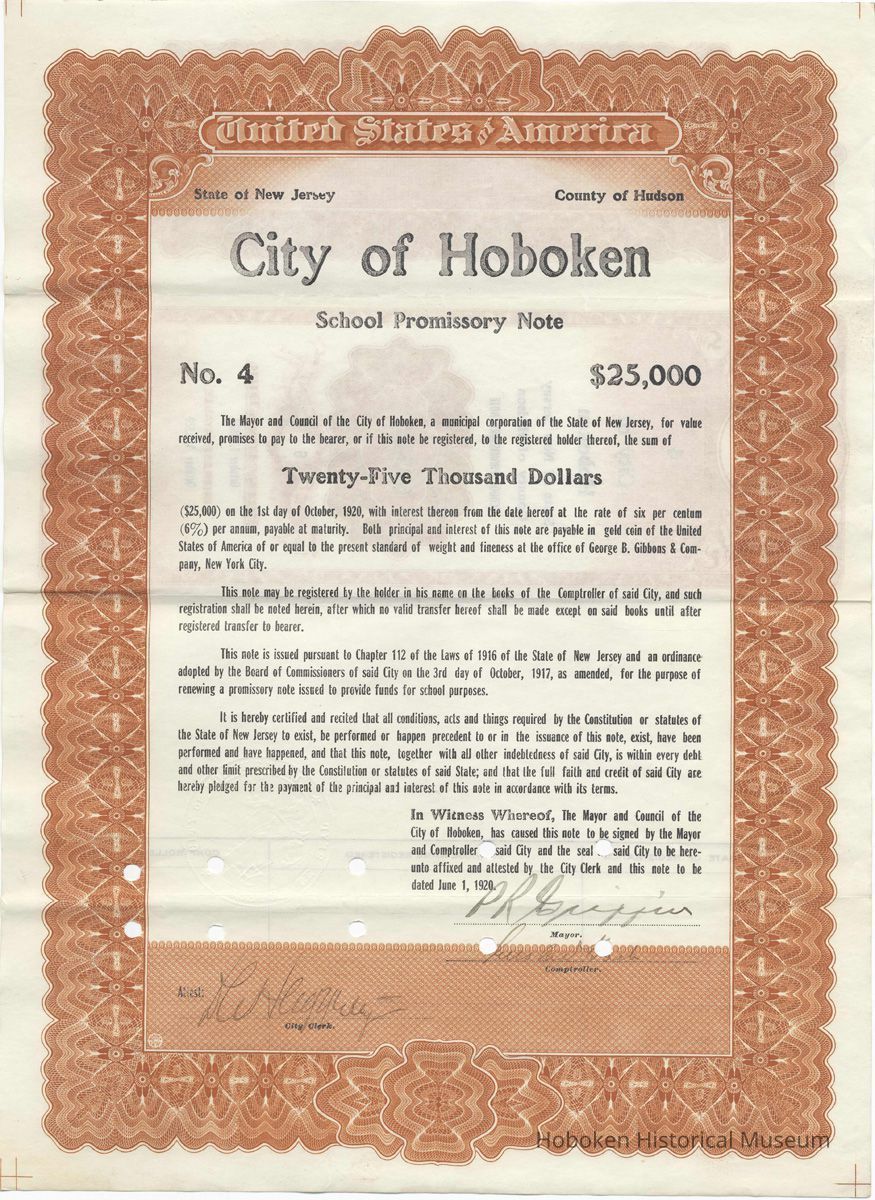 United States of America
State of New Jersey County of Hudson
City of Hoboken
School Promissory Note
No. 4 $25,000
The Mayor and Council of the City of Hoboken, a municipal corporation of the State of New Jersey, for value
received, promises to pay to the bearer, or if this note be registered, to the registered holder thereof, the sum of
Twenty-Five Thousand Dollars
($25,000) on the 1st day of October, 1920, with interest thereon from the date hereof at the rate of six per centum
(6%) per annum, payable at maturity. Both principal and interest of this note are payable in gold coin of the United
States of America of or equal to the present standard of weight and fineness at the office of George B. Gibbons & Com-
pany, New York City.
This note may be registered by the holder in his name on the books of the Comptroller of said City, and such
registration shall be noted herein, after which no valid transfer hereof shall be made except on said books until after
registered transfer to bearer.
This note is issued pursuant to Chapter 112 of the Laws of 1916 of the State of New Jersey and an ordinance
adopted by the Board of Commissioners of said City on the 3rd day of October, 1917, as amended, for the purpose of
renewing a promissory note issued to provide funds for school purposes.
It is hereby certified and recited that all conditions, acts and things required by the Constitution or statutes of
the State of New Jersey to exist, be performed or happen precedent to or in the issuance of this note, exist, have been
performed and have happened, and that this note, together with all other indebtedness of said City, is within every debt
and other limit prescribed by the Constitution or statutes of said State; and that the full faith and credit of said City are
hereby pledged for the payment of the principal and interest of this note in accordance with its terms.
In Witness Whereof, The Mayor and Council of the
City of Hoboken, has caused this note to be signed by the Mayor
and Comptroller said City and the seal said City to be here-
unto affixed and attested by the City Clerk and this note to be
dated June 1, 1920.
P R Griffin
Mayor.
Comptroller.
Attest:
City Clerk.
Hoboken Historical Museum